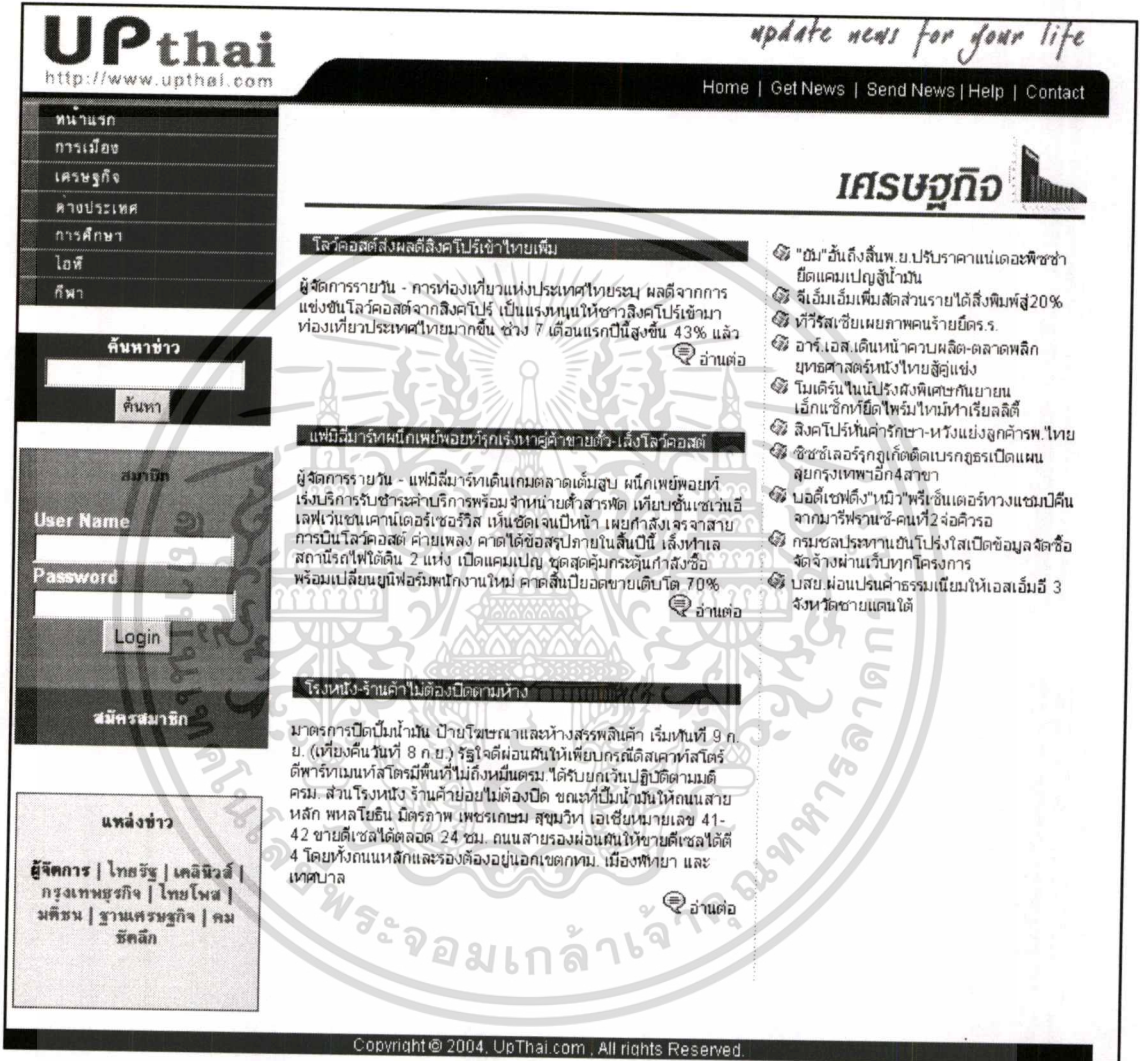 UPthai
http://www.upthai.com
update news for your life
Home | Get News | Send News | Help | Contact
หน้าแรก
การเมือง
เศรษฐกิจ
ต่างประเทศ
การศึกษา
ไอที
กีฬา
ค้นหาข่าว
ค้นหา
สมาชิก
User Name
Password
Login
สมัครสมาชิก
แหล่งข่าว
ผู้จัดการ | ไทยรัฐ | เดลินิวส์ |
กรุงเทพธุรกิจ | ไทยโพส |
มติชน | ฐานเศรษฐกิจ | คม
ชัดลึก
เศรษฐกิจ
โลว์คอสต์ส่งผลดีสิงคโปร์เข้าไทยเพิ่ม
ผู้จัดการรายวัน - การท่องเที่ยวแห่งประเทศไทยระบุ ผลดีจากการ
แข่งขันโลว์คอสต์จากสิงคโปร์ เป็นแรงหนุนให้ชาวสิงคโปร์เข้ามา
ท่องเที่ยวประเทศไทยมากขึ้น ช่วง 7 เดือนแรกปีนี้สูงขึ้น 43% แล้ว
อ่านต่อ
แฟมิลี่มาร์ทผนึกเพย์พอยท์รุกเร่งหาคู่ค้าขายตั๋ว-เล็งโลว์คอสต์
ผู้จัดการรายวัน - แฟมิลี่มาร์ทเดินเกมตลาดเต็มสูบ ผนึกเพย์พอยท์
เร่งบริการรับชำระค่าบริการพร้อมจำหน่ายตั๋วสารพัด เทียบชั้นเซเว่นอี
เลฟเว่นชนเคาน์เตอร์เซอร์วิส เห็นชัดเจนปีหน้า เผยกำลังเจรจาสาย
การบินโลว์คอสต์ ค่ายเพลง คาดได้ข้อสรุปภายในสิ้นปีนี้ เล็งทำเล
สถานีรถไฟใต้ดิน 2 แห่ง เปิดแคมเปญ ชุดสุดคุ้มกระตุ้นกำลังซื้อ
พร้อมเปลี่ยนยูนิฟอร์มพนักงานใหม่ คาดสิ้นปียอดขายเติบโต 70%
อ่านต่อ
โรงหนัง-ร้านค้าไม่ต้องปิดตามห้าง
มาตรการปิดปั๊มน้ำมัน ป้ายโฆษณาและห้างสรรพสินค้า เริ่มทันที 9 ก.
ย. (เที่ยงคืนวันที่ 8 ก.ย.) รัฐใจดีผ่อนผันให้เพียบกรณีดิสเคาท์สโตร์
ดีพาร์ทเมนท์สโตร์มีพื้นที่ไม่ถึงหมื่นตรม.ได้รับยกเว้นปฏิบัติตามมติ
ครม. ส่วนโรงหนัง ร้านค้าย่อยไม่ต้องปิด ขณะที่ปั๊มน้ำมันให้ถนนสาย
หลัก พหลโยธิน มิตรภาพ เพชรเกษม สุขุมวิท เอเชียหมายเลข 41-
42 ขายดีเซลได้ตลอด 24 ชม. ถนนสายรองผ่อนผันให้ขายดีเซลได้ตี
4 โดยทั้งถนนหลักและรองต้องอยู่นอกเขตกทม. เมืองพัทยา และ
เทศบาล
อ่านต่อ
"ยัม"อั้นถึงสิ้นพ.ย.ปรับราคาแน่เดอะพิซซ่า
ยึดแคมเปญสู้น้ำมัน
จีเอ็มเอ็มเพิ่มสัดส่วนรายได้สิ่งพิมพ์สู่20%
ทีวีรัสเซียเผยภาพคนร้ายยึดร.ร.
อาร์.เอส.เดินหน้าควบผลิต-ตลาดพลิก
ยุทธศาสตร์หนังไทยสู้คู่แข่ง
โมเดิร์นไนน์ปรังผังพิเศษกันยายน
เอ็กแซ็กท์ยึดไพร์มไทม์ทำเรียลลิตี้
สิงคโปร์หั่นค่ารักษา-หวังแย่งลูกค้ารพ.ไทย
ซิซซ์เลอร์รุกภูเก็ตติดเบรกภูธรเปิดแผน
ลุยกรุงเทพฯอีก4สาขา
บอดี้เชฟดึง"หมิว"พรีเซ็นเตอร์ทวงแชมป์คืน
จากมารีฟรานซ์-คนที่2จ่อคิวรอ
กรมชลประทานยันโปร่งใสเปิดข้อมูลจัดซื้อ
จัดจ้างผ่านเว็บทุกโครงการ
บสย.ผ่อนปรนค่าธรรมเนียมให้เอสเอ็มอี 3
จังหวัดชายแดนใต้
Copyright © 2004, UpThai.com , All rights Reserved.